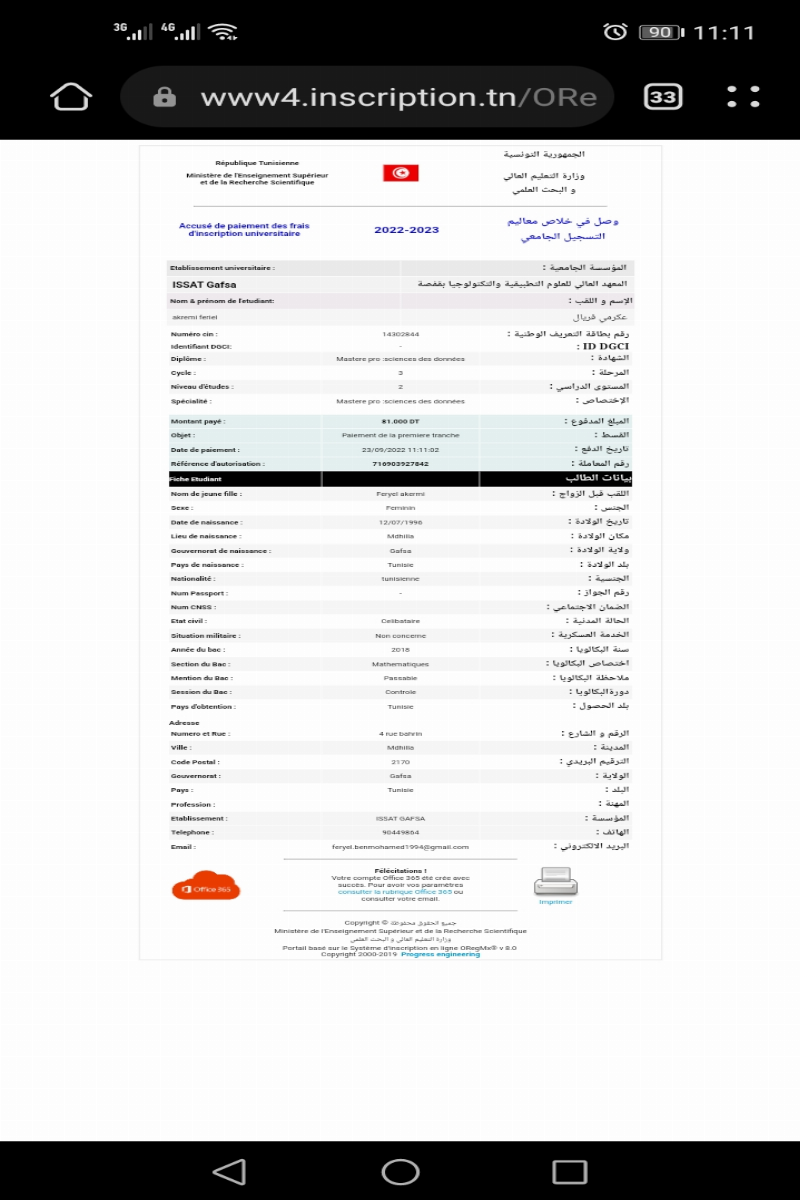 3G 4G 90 11:11
www4.inscription.tn/ORe 33
République Tunisienne
Ministère de l'Enseignement Supérieur
et de la Recherche Scientifique
الجمهورية التونسية
وزارة التعليم العالي
و البحث العلمي
Accusé de paiement des frais
d'inscription universitaire
2022-2023
وصل في خلاص معاليم
التسجيل الجامعي
Etablissement universitaire : المؤسسة الجامعية :
ISSAT Gafsa المعهد العالي للعلوم التطبيقية والتكنولوجيا بقفصة
Nom & prénom de l'etudiant: الإسم و اللقب :
akremi feriel عكرمي فريال
Numéro cin : 14302844 رقم بطاقة التعريف الوطنية :
Identifiant DGCI: - ID DGCI :
Diplôme : Mastere pro :sciences des données الشهادة :
Cycle : 3 المرحلة :
Niveau d'études : 2 المستوى الدراسي :
Spécialité : Mastere pro :sciences des données الإختصاص :
Montant payé : 81.000 DT المبلغ المدفوع :
Objet : Paiement de la premiere tranche القسط :
Date de paiement : 23/09/2022 11:11:02 تاريخ الدفع :
Référence d'autorisation : 716903927842 رقم المعاملة :
Fiche Etudiant بيانات الطالب
Nom de jeune fille : Feryel akermi اللقب قبل الزواج :
Sexe : Feminin الجنس :
Date de naissance : 12/07/1996 تاريخ الولادة :
Lieu de naissance : Mdhilla مكان الولادة :
Gouvernorat de naissance : Gafsa ولاية الولادة :
Pays de naissance : Tunisie بلد الولادة :
Nationalité : tunisienne الجنسية :
Num Passport : - رقم الجواز :
Num CNSS : الضمان الاجتماعي :
Etat civil : Celibataire الحالة المدنية :
Situation militaire : Non concerne الخدمة العسكرية :
Année du bac : 2018 سنة البكالويا :
Section du Bac : Mathematiques اختصاص البكالويا :
Mention du Bac : Passable ملاحظة البكالويا :
Session du Bac : Controle دورةالبكالويا :
Pays d'obtention : Tunisie بلد الحصول :
Adresse
Numero et Rue : 4 rue bahrin الرقم و الشارع :
Ville : Mdhilla المدينة :
Code Postal : 2170 الترقيم البريدي :
Gouvernorat : Gafsa الولاية :
Pays : Tunisie البلد :
Profession : المهنة :
Etablissement : ISSAT GAFSA المؤسسة :
Telephone : 90449864 الهاتف :
Email : feryel.benmohamed1994@gmail.com البريد الالكتروني :
Office 365
Félécitations !
Votre compte Office 365 été crée avec
succès. Pour avoir vos paramètres
consulter la rubrique Office 365 ou
consulter votre email.
Imprimer
Copyright © جميع الحقوق محفوظة
Ministère de l'Enseignement Supérieur et de la Recherche Scientifique
وزارة التعليم العالي و البحث العلمي
Portail basé sur le Système d'inscription en ligne ORegMx® v 8.0
Copyright 2000-2019 Progress engineering